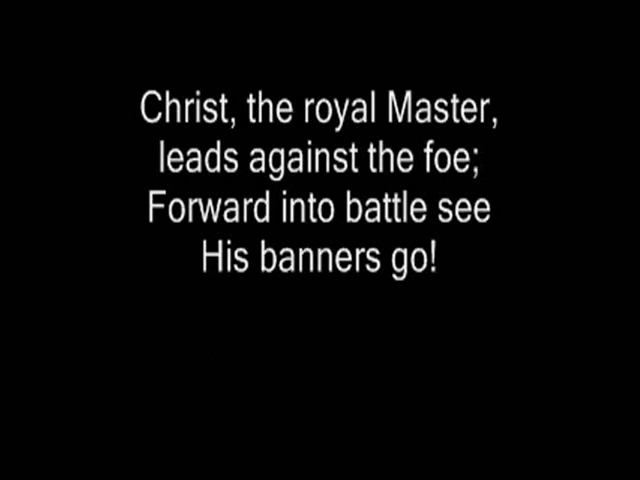 Christ, the royal Master,
leads against the foe;
Forward into battle see
His banners go!